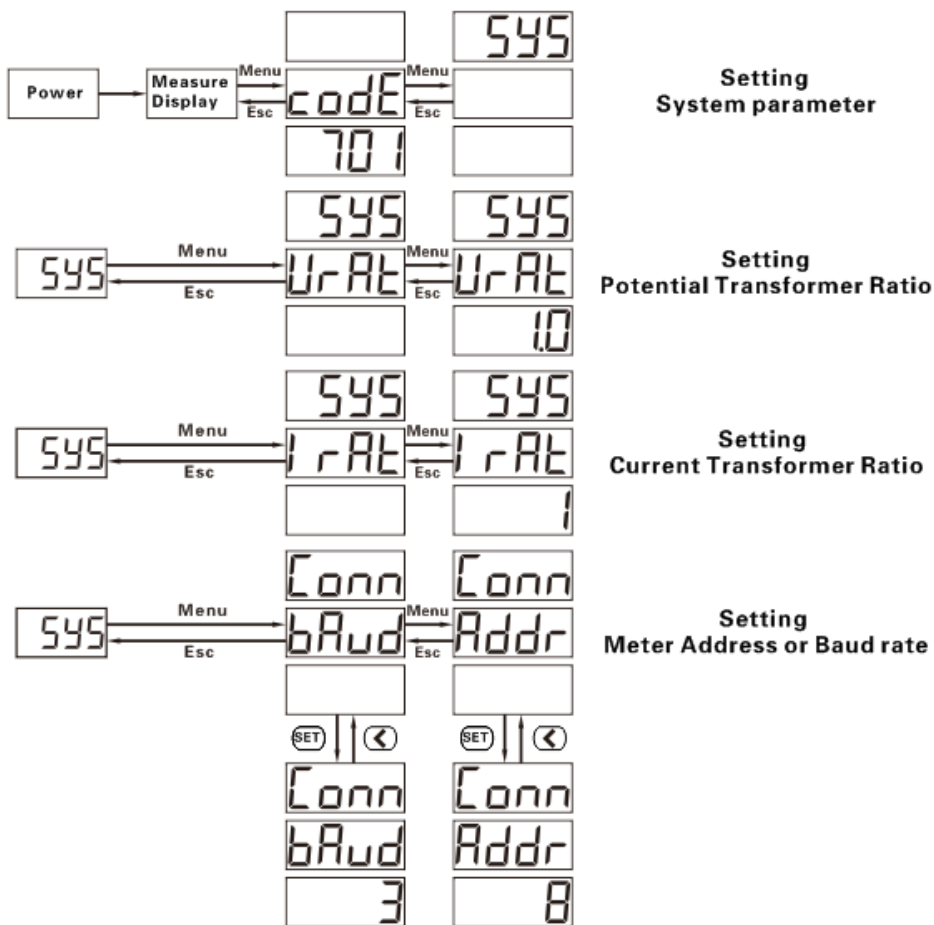 SYS
Power
Measure
Display
Menu
Esc
codE
Menu
Esc
Setting
System parameter
701
SYS
SYS
SYS
Menu
Esc
UrAt
Menu
Esc
UrAt
Setting
Potential Transformer Ratio
1.0
SYS
SYS
SYS
Menu
Esc
IrAt
Menu
Esc
IrAt
Setting
Current Transformer Ratio
1
Conn
Conn
SYS
Menu
Esc
bAud
Menu
Esc
Addr
Setting
Meter Address or Baud rate
SET
SET
Conn
Conn
bAud
Addr
3
8